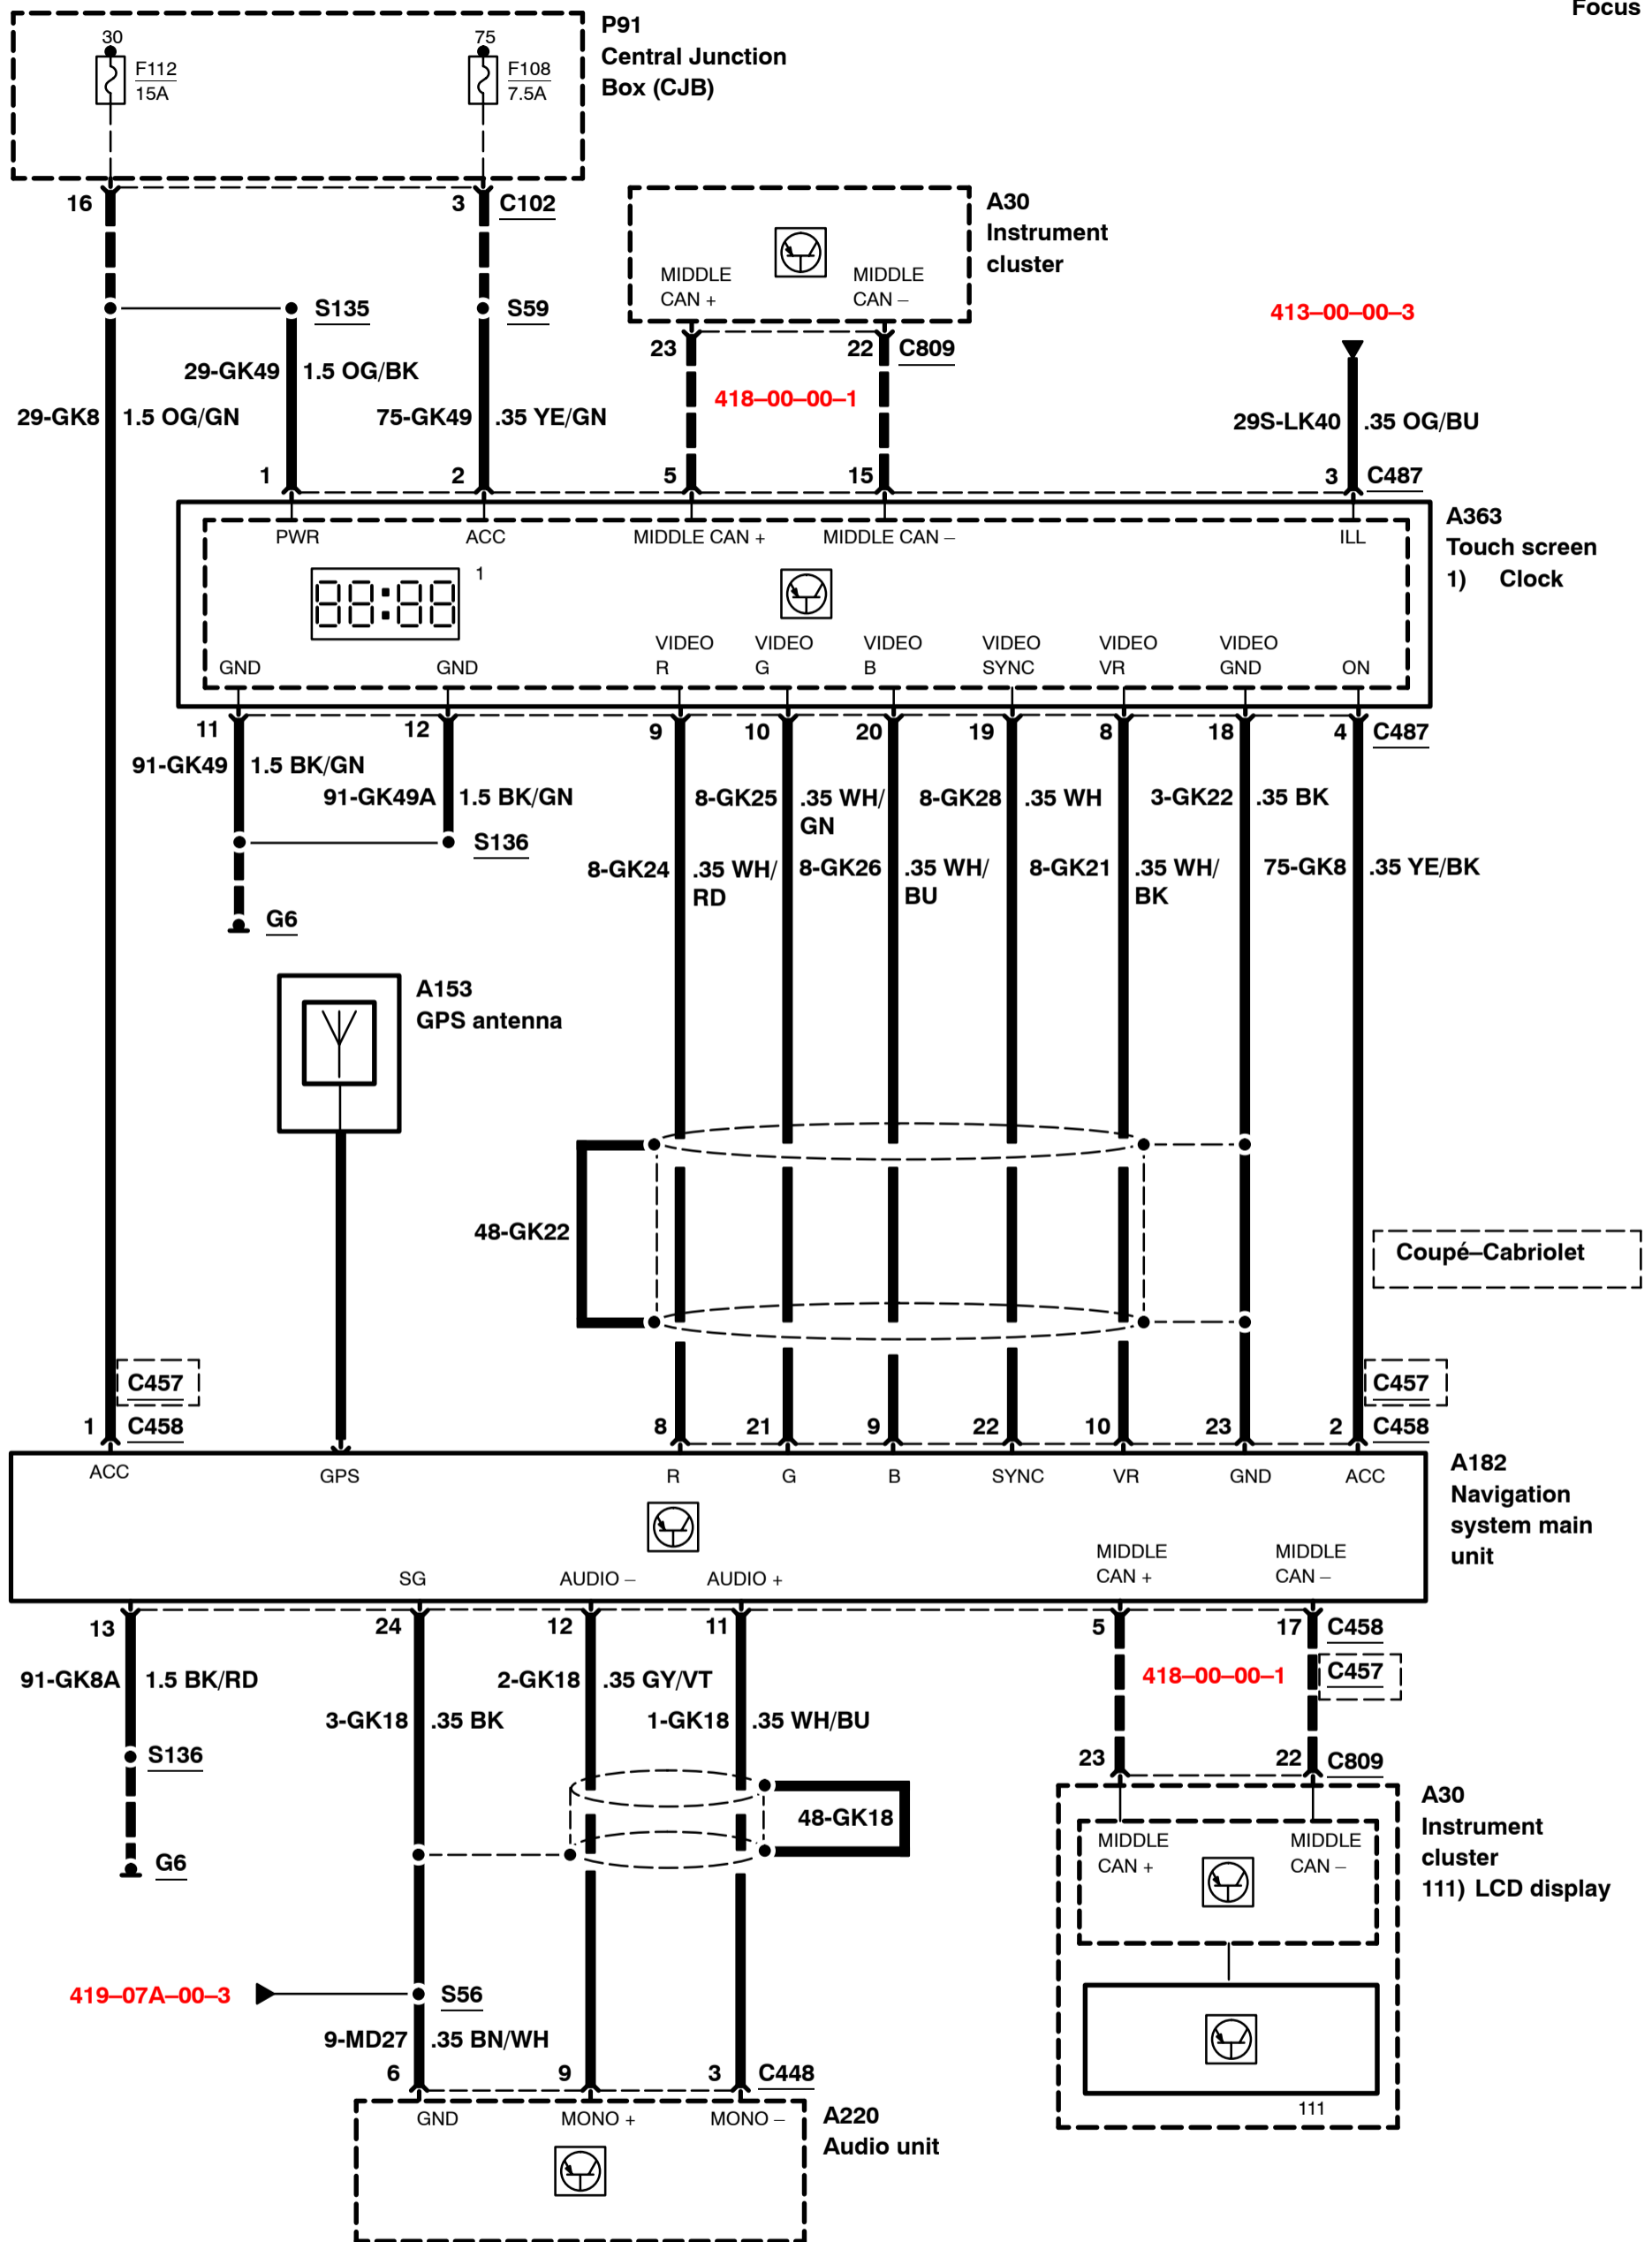 Focus
P91
Central Junction
Box (CJB)
30
F112
15A
75
F108
7.5A
16
3
C102
A30
Instrument
cluster
MIDDLE
CAN +
MIDDLE
CAN –
S135
S59
23
22
C809
413–00–00–3
29-GK49
1.5 OG/BK
418–00–00–1
29-GK8
1.5 OG/GN
75-GK49
.35 YE/GN
29S-LK40
.35 OG/BU
1
2
5
15
3
C487
A363
Touch screen
1) Clock
PWR
ACC
MIDDLE CAN +
MIDDLE CAN –
ILL
1
88:88
GND
GND
VIDEO
R
VIDEO
G
VIDEO
B
VIDEO
SYNC
VIDEO
VR
VIDEO
GND
ON
11
12
9
10
20
19
8
18
4
C487
91-GK49
1.5 BK/GN
91-GK49A
1.5 BK/GN
8-GK25
.35 WH/
GN
8-GK28
.35 WH
3-GK22
.35 BK
S136
8-GK24
.35 WH/
RD
8-GK26
.35 WH/
BU
8-GK21
.35 WH/
BK
75-GK8
.35 YE/BK
G6
A153
GPS antenna
48-GK22
Coupé–Cabriolet
C457
C457
1
C458
8
21
9
22
10
23
2
C458
ACC
GPS
R
G
B
SYNC
VR
GND
ACC
A182
Navigation
system main
unit
SG
AUDIO –
AUDIO +
MIDDLE
CAN +
MIDDLE
CAN –
13
24
12
11
5
17
C458
91-GK8A
1.5 BK/RD
2-GK18
.35 GY/VT
418–00–00–1
C457
3-GK18
.35 BK
1-GK18
.35 WH/BU
S136
23
22
C809
48-GK18
A30
Instrument
cluster
111) LCD display
MIDDLE
CAN +
MIDDLE
CAN –
G6
419–07A–00–3
S56
9-MD27
.35 BN/WH
6
9
3
C448
GND
MONO +
MONO –
A220
Audio unit
111